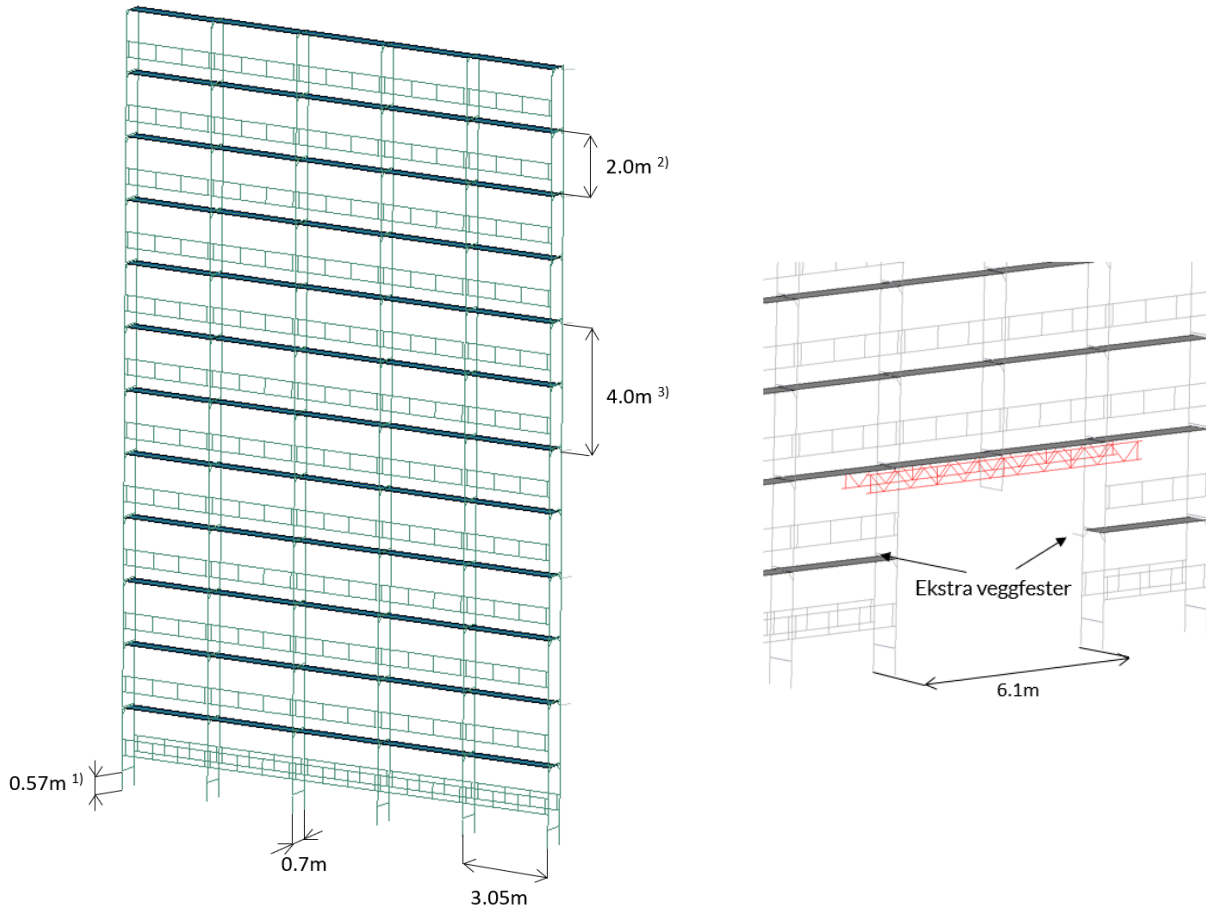 2.0m ²⁾
4.0m ³⁾
0.57m ¹⁾
0.7m
3.05m
Ekstra veggfester
6.1m